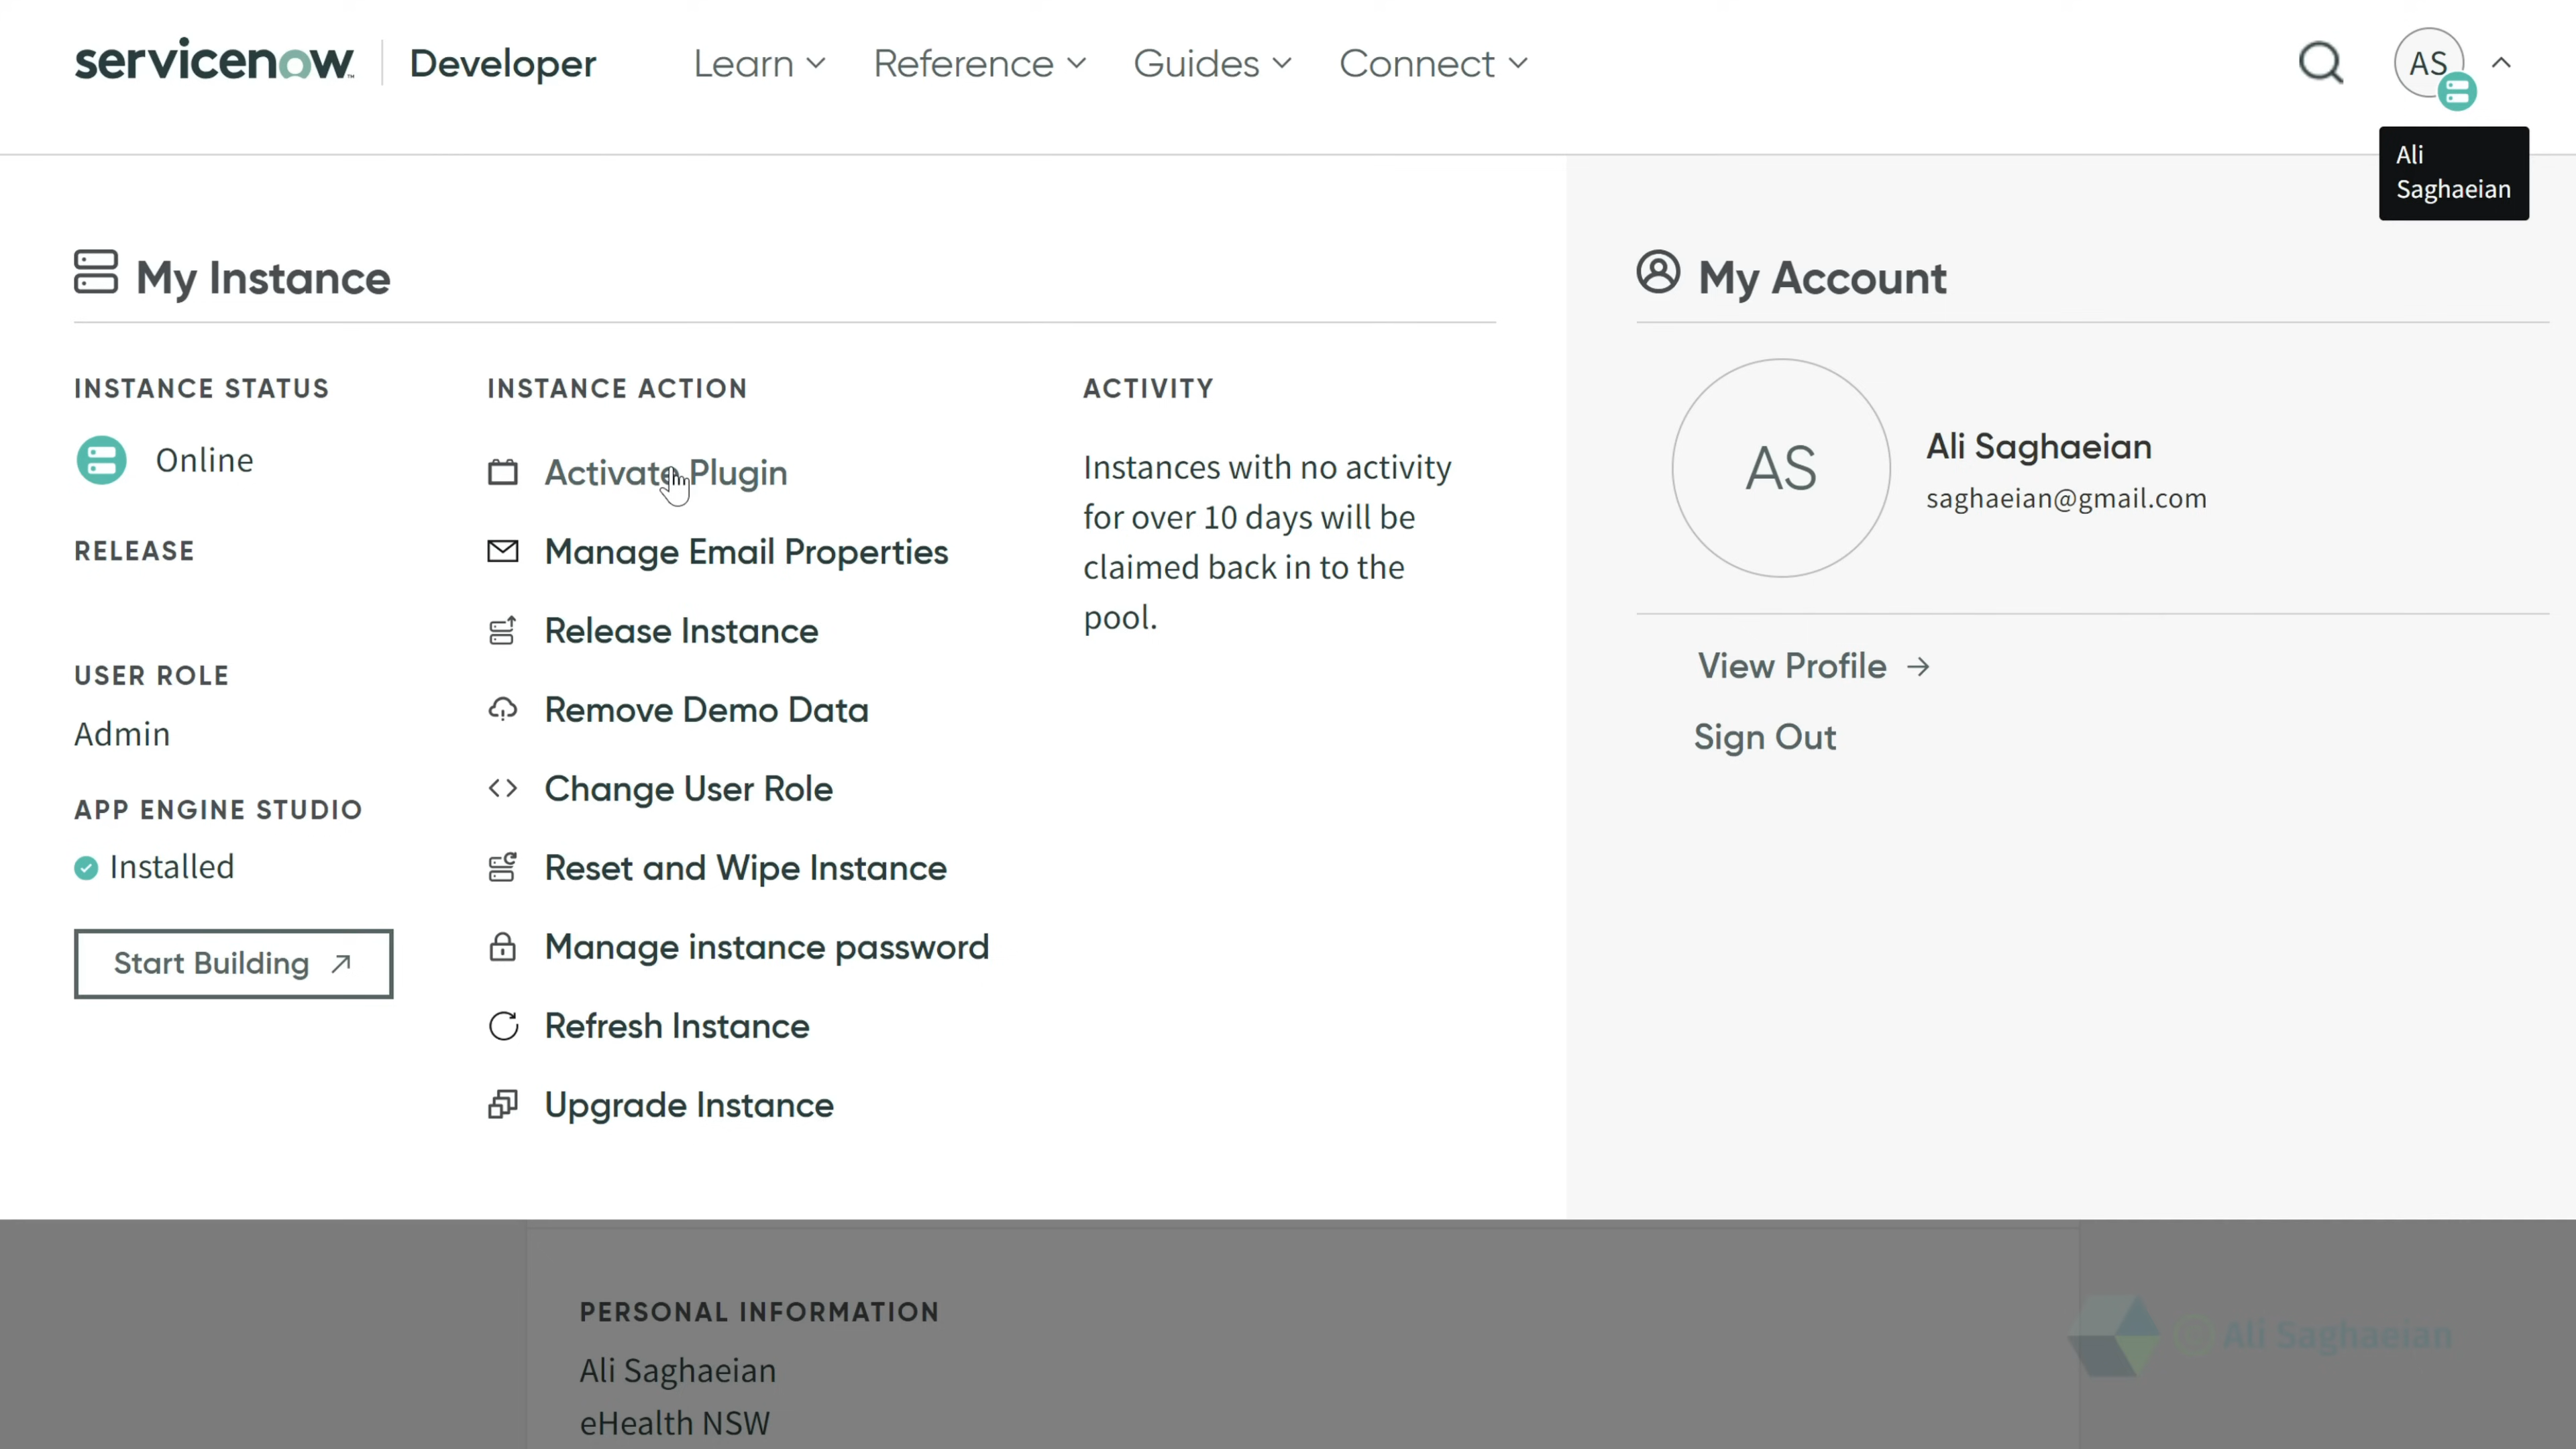 servicenow Developer Learn Reference Guides Connect AS
Ali
Saghaeian
My Instance
INSTANCE STATUS
Online
RELEASE
USER ROLE
Admin
APP ENGINE STUDIO
Installed
Start Building
INSTANCE ACTION
Activate Plugin
Manage Email Properties
Release Instance
Remove Demo Data
Change User Role
Reset and Wipe Instance
Manage instance password
Refresh Instance
Upgrade Instance
ACTIVITY
Instances with no activity
for over 10 days will be
claimed back in to the
pool.
My Account
AS
Ali Saghaeian
saghaeian@gmail.com
View Profile
Sign Out
PERSONAL INFORMATION
Ali Saghaeian
eHealth NSW
© Ali Saghaeian